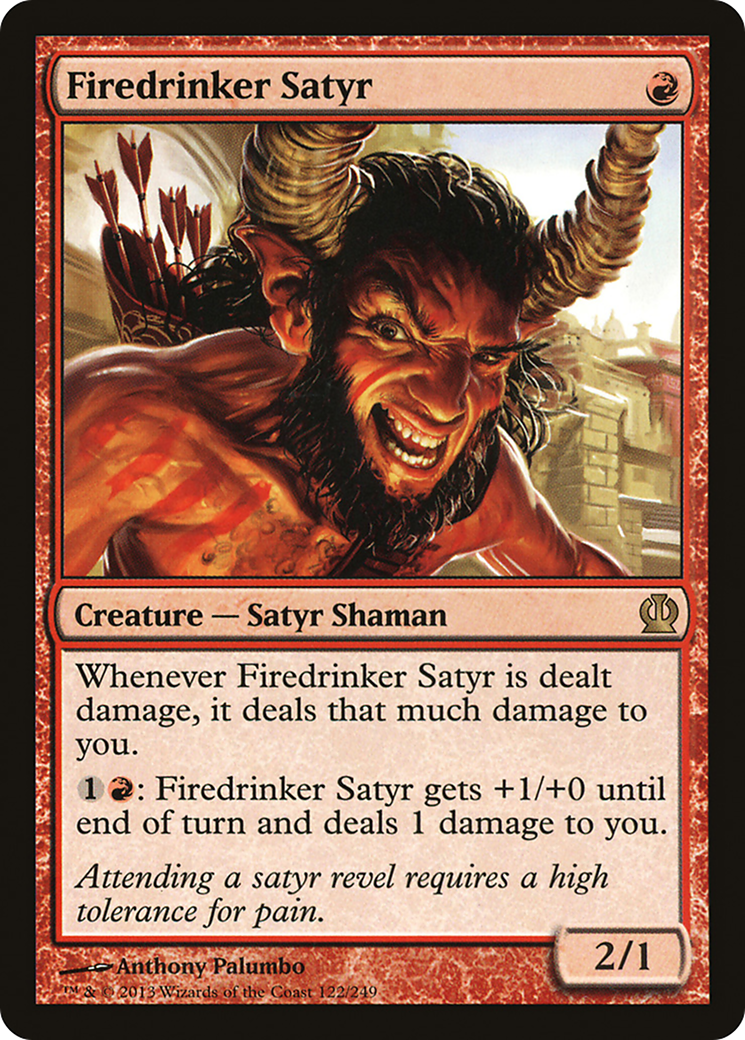 Firedrinker Satyr
Creature — Satyr Shaman
Whenever Firedrinker Satyr is dealt
damage, it deals that much damage to
you.
1 : Firedrinker Satyr gets +1/+0 until
end of turn and deals 1 damage to you.
Attending a satyr revel requires a high
tolerance for pain.
2/1
Anthony Palumbo
™ & © 2013 Wizards of the Coast 122/249